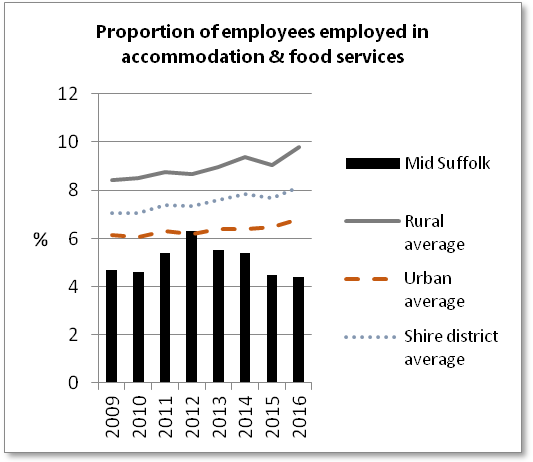 Proportion of employees employed in
accommodation & food services
12
10
8
6
4
2
0
%
2009
2010
2011
2012
2013
2014
2015
2016
Mid Suffolk
Rural
average
Urban
average
Shire district
average